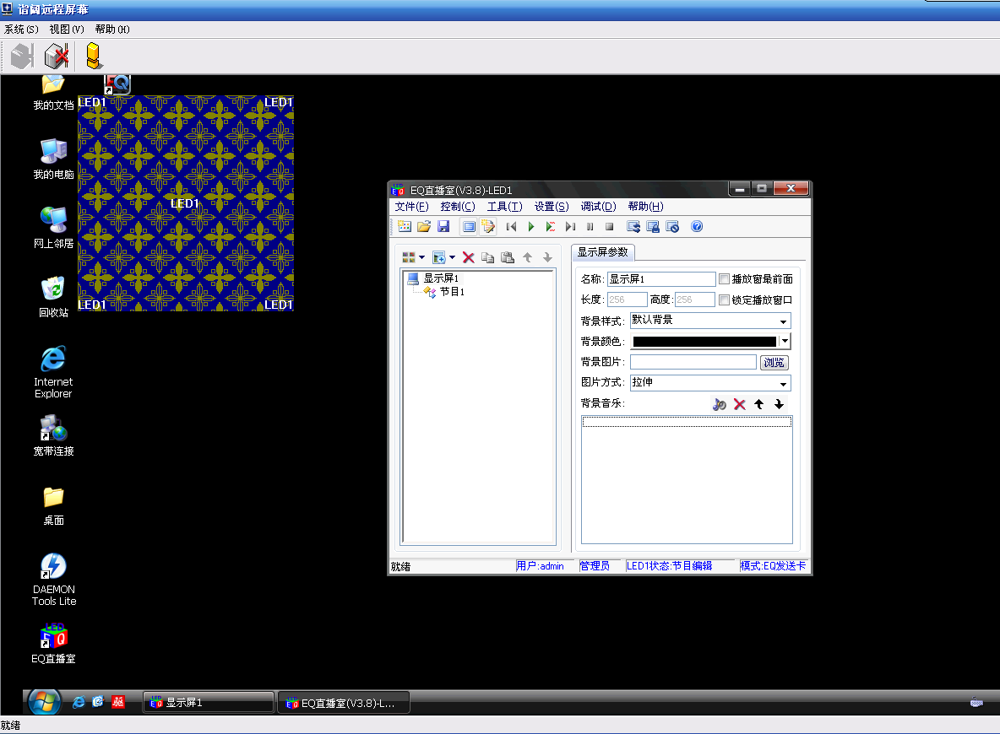 诣阔远程屏幕
系统(S) 视图(V) 帮助(H)
我的文档
LED1 LED1
我的电脑
LED1
网上邻居
LED1 LED1
回收站
Internet
Explorer
宽带连接
桌面
DAEMON
Tools Lite
EQ直播室
EQ直播室(V3.8)-LED1
文件(F) 控制(C) 工具(T) 设置(S) 调试(D) 帮助(H)
显示屏1
节目1
显示屏参数
名称: 显示屏1 播放窗最前面
长度: 256 高度: 256 锁定播放窗口
背景样式: 默认背景
背景颜色:
背景图片: 浏览
图片方式: 拉伸
背景音乐:
就绪 用户:admin 管理员 LED1状态:节目编辑 模式:EQ发送卡
显示屏1 EQ直播室(V3.8)-L...
就绪